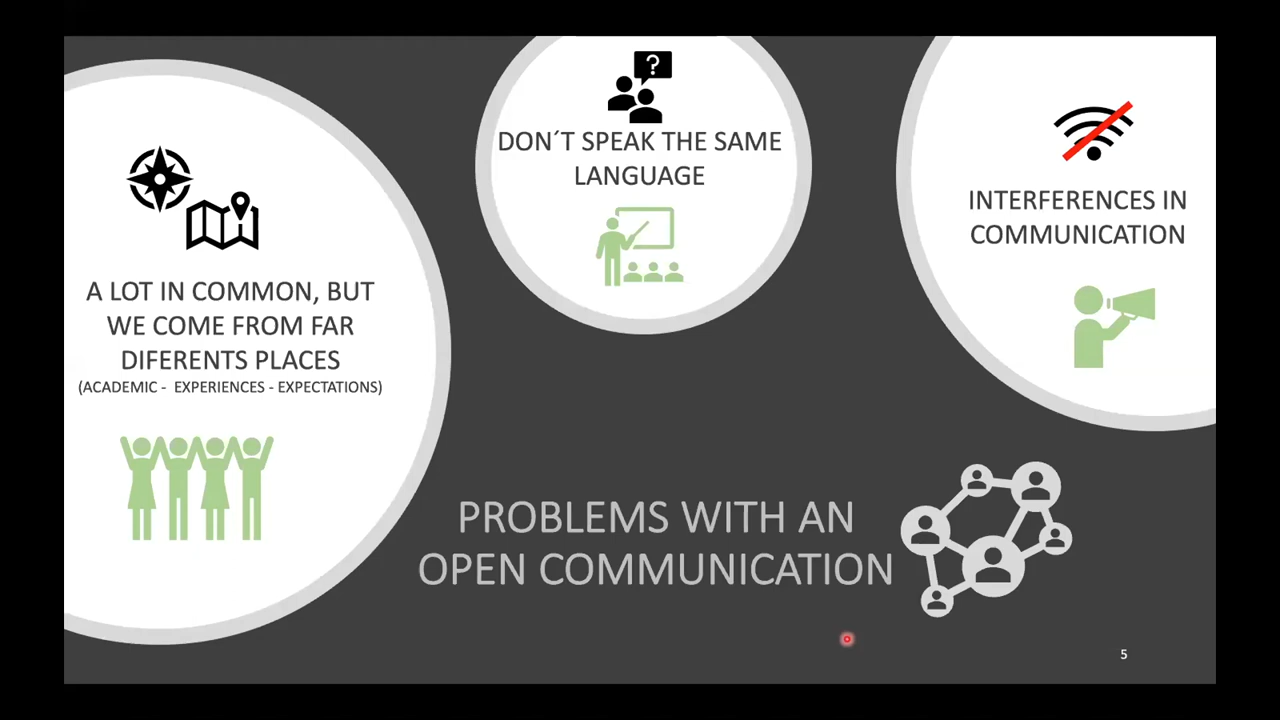 A LOT IN COMMON, BUT
WE COME FROM FAR
DIFERENTS PLACES
(ACADEMIC - EXPERIENCES - EXPECTATIONS)
?
DON´T SPEAK THE SAME
LANGUAGE
INTERFERENCES IN
COMMUNICATION
PROBLEMS WITH AN
OPEN COMMUNICATION
5